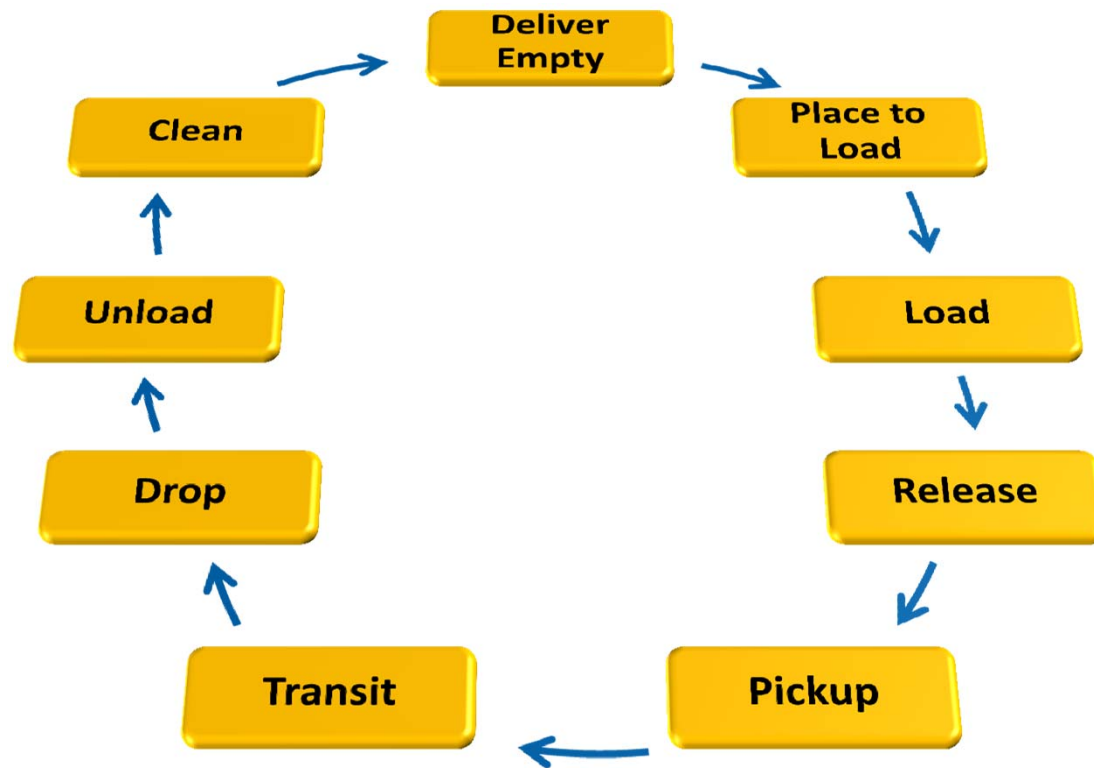 Deliver
Empty
Place to
Load
Load
Release
Pickup
Transit
Drop
Unload
Clean